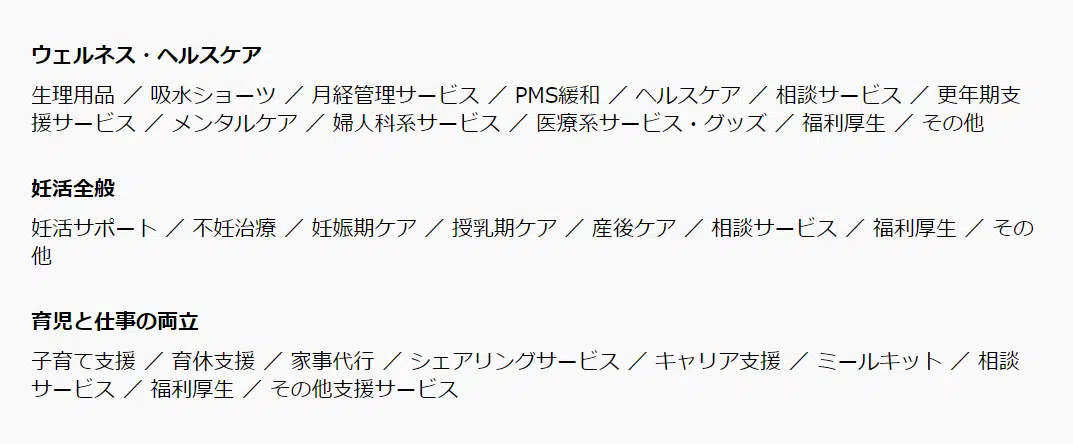 ウェルネス・ヘルスケア
生理用品 ／ 吸水ショーツ ／ 月経管理サービス ／ PMS緩和 ／ ヘルスケア ／ 相談サービス ／ 更年期支
援サービス ／ メンタルケア ／ 婦人科系サービス ／ 医療系サービス・グッズ ／ 福利厚生 ／ その他
妊活全般
妊活サポート ／ 不妊治療 ／ 妊娠期ケア ／ 授乳期ケア ／ 産後ケア ／ 相談サービス ／ 福利厚生 ／ その
他
育児と仕事の両立
子育て支援 ／ 育休支援 ／ 家事代行 ／ シェアリングサービス ／ キャリア支援 ／ ミールキット ／ 相談
サービス ／ 福利厚生 ／ その他支援サービス